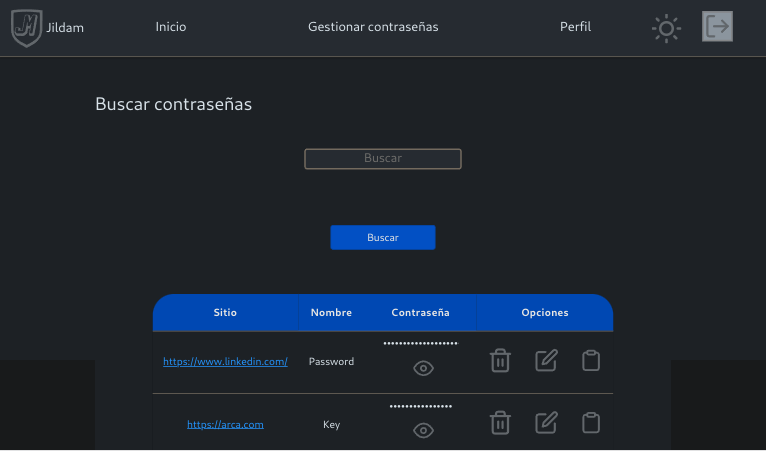 Jildam
Inicio
Gestionar contraseñas
Perfil
Buscar contraseñas
Buscar
Buscar
Sitio Nombre Contraseña Opciones
https://www.linkedin.com/ Password
https://arca.com Key